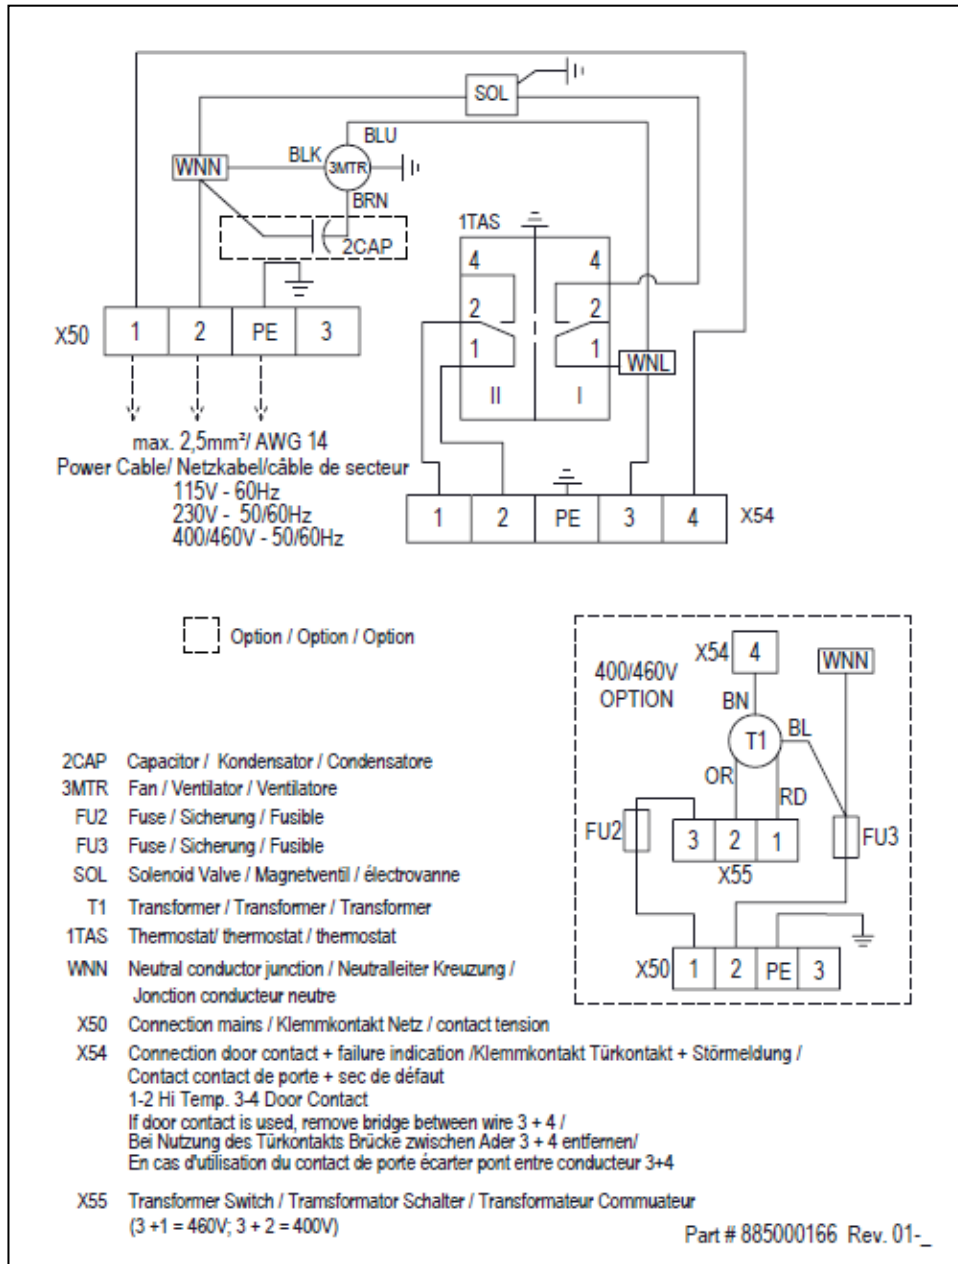 SOL
BLU
WNN
BLK
3MTR
BRN
2CAP
1TAS
4
4
2
2
1
1
WNL
II
I
X50
1
2
PE
3
max. 2,5mm²/ AWG 14
Power Cable/ Netzkabel/câble de secteur
115V - 60Hz
230V - 50/60Hz
400/460V - 50/60Hz
1
2
PE
3
4
X54
Option / Option / Option
X54
4
WNN
400/460V
OPTION
BN
T1
BL
OR
RD
FU2
3
2
1
FU3
X55
X50
1
2
PE
3
2CAP Capacitor / Kondensator / Condensatore
3MTR Fan / Ventilator / Ventilatore
FU2 Fuse / Sicherung / Fusible
FU3 Fuse / Sicherung / Fusible
SOL Solenoid Valve / Magnetventil / électrovanne
T1 Transformer / Transformer / Transformer
1TAS Thermostat/ thermostat / thermostat
WNN Neutral conductor junction / Neutralleiter Kreuzung /
Jonction conducteur neutre
X50 Connection mains / Klemmkontakt Netz / contact tension
X54 Connection door contact + failure indication /Klemmkontakt Türkontakt + Störmeldung /
Contact contact de porte + sec de défaut
1-2 Hi Temp. 3-4 Door Contact
If door contact is used, remove bridge between wire 3 + 4 /
Bei Nutzung des Türkontakts Brücke zwischen Ader 3 + 4 entfernen/
En cas d'utilisation du contact de porte écarter pont entre conducteur 3+4
X55 Transformer Switch / Tramsformator Schalter / Transformateur Commuateur
(3 +1 = 460V; 3 + 2 = 400V)
Part # 885000166 Rev. 01-_